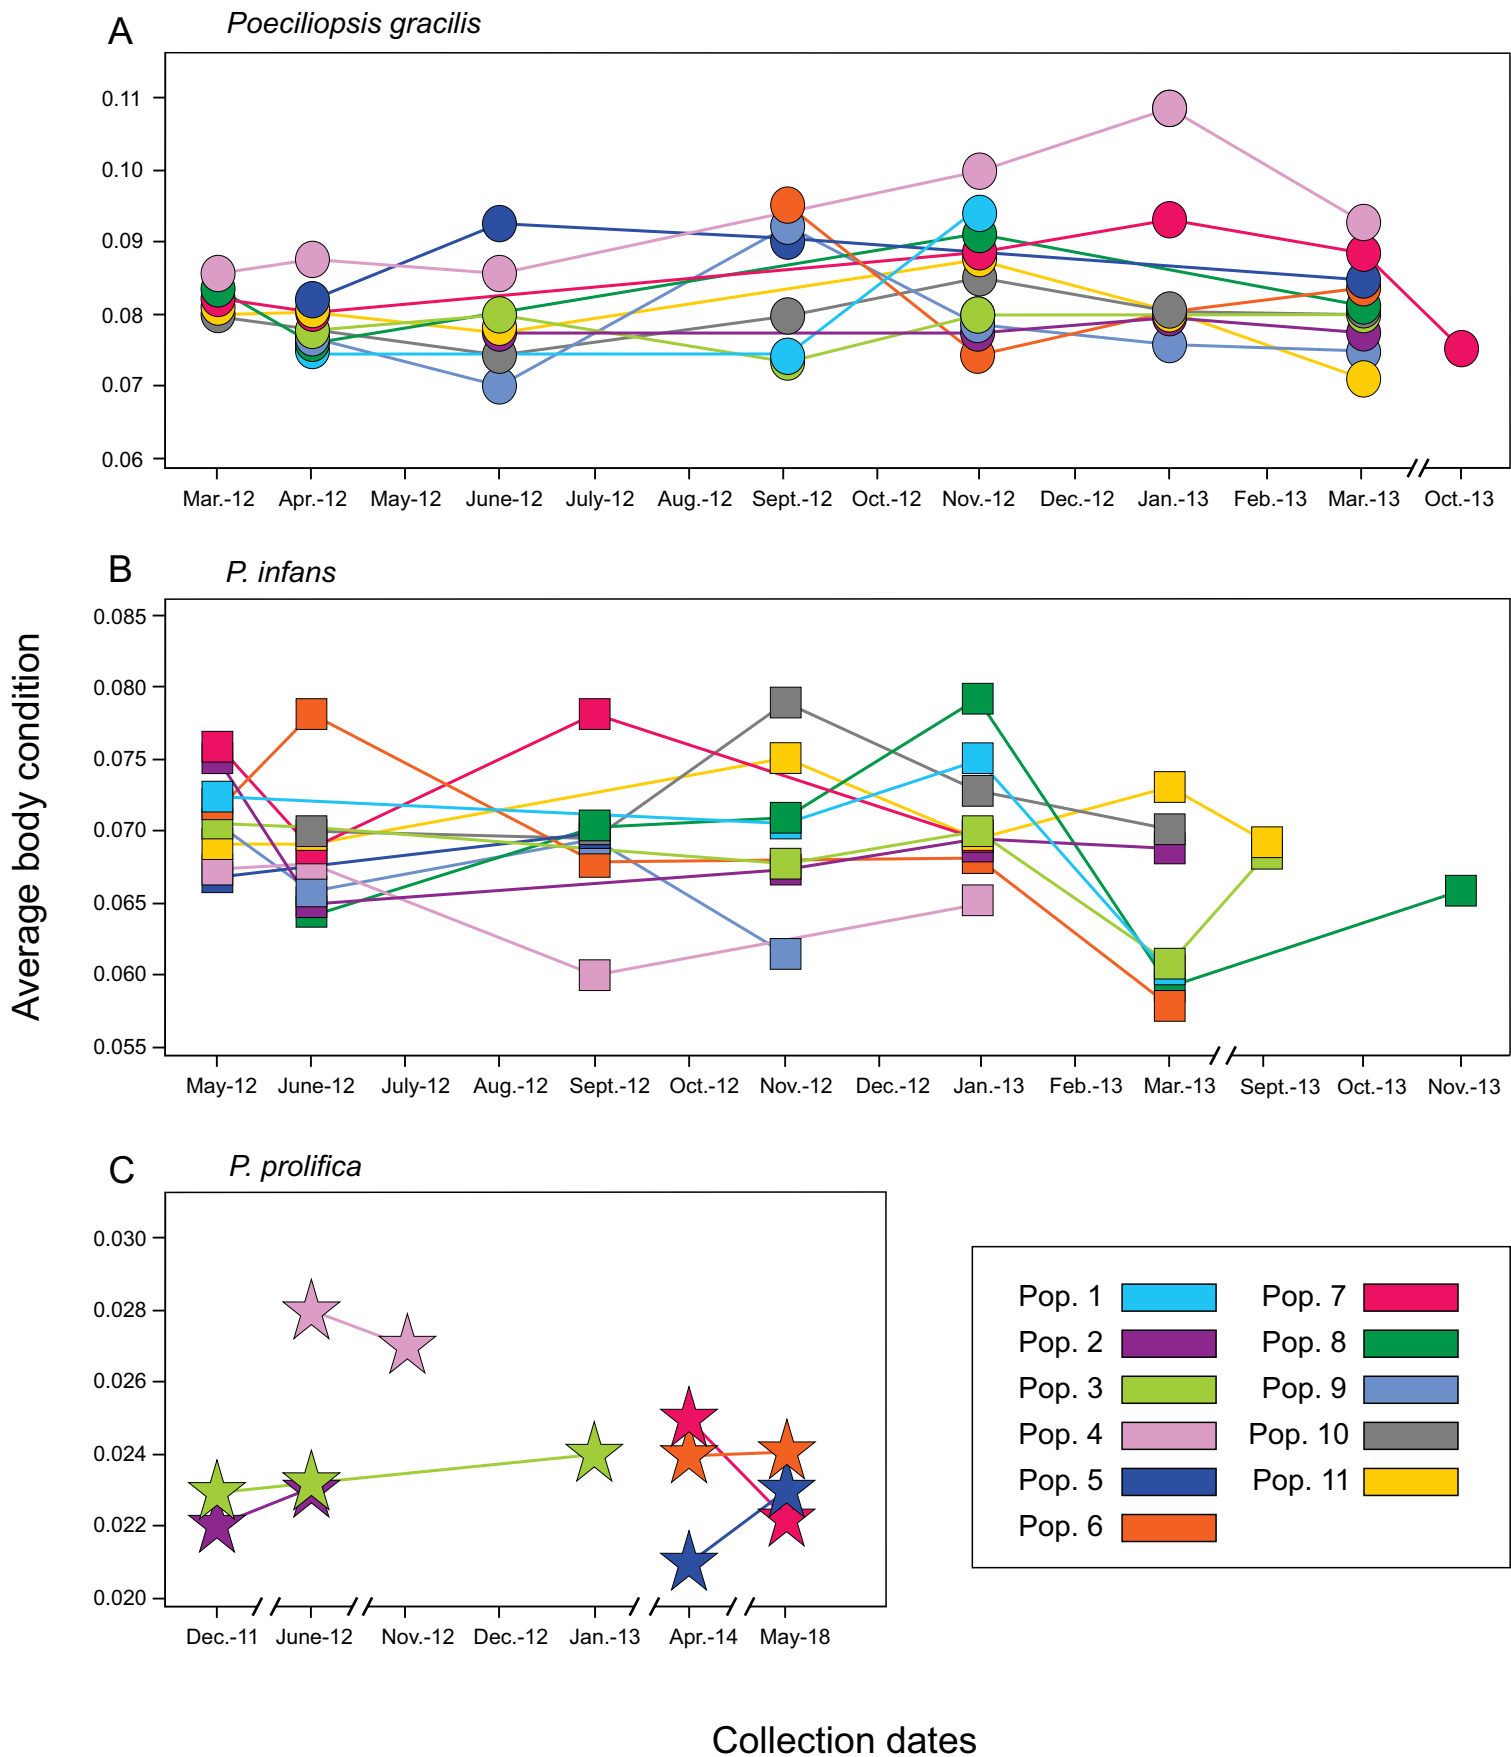 A
Poeciliopsis gracilis
0.11
0.10
0.09
0.08
0.07
0.06
Mar.-12 Apr.-12 May-12 June-12 July-12 Aug.-12 Sept.-12 Oct.-12 Nov.-12 Dec.-12 Jan.-13 Feb.-13 Mar.-13 Oct.-13
B
P. infans
Average body condition
0.085
0.080
0.075
0.070
0.065
0.060
0.055
May-12 June-12 July-12 Aug.-12 Sept.-12 Oct.-12 Nov.-12 Dec.-12 Jan.-13 Feb.-13 Mar.-13 Sept.-13 Oct.-13 Nov.-13
C
P. prolifica
0.030
0.028
0.026
0.024
0.022
0.020
Dec.-11 June-12 Nov.-12 Dec.-12 Jan.-13 Apr.-14 May-18
Pop. 1
Pop. 2
Pop. 3
Pop. 4
Pop. 5
Pop. 6
Pop. 7
Pop. 8
Pop. 9
Pop. 10
Pop. 11
Collection dates